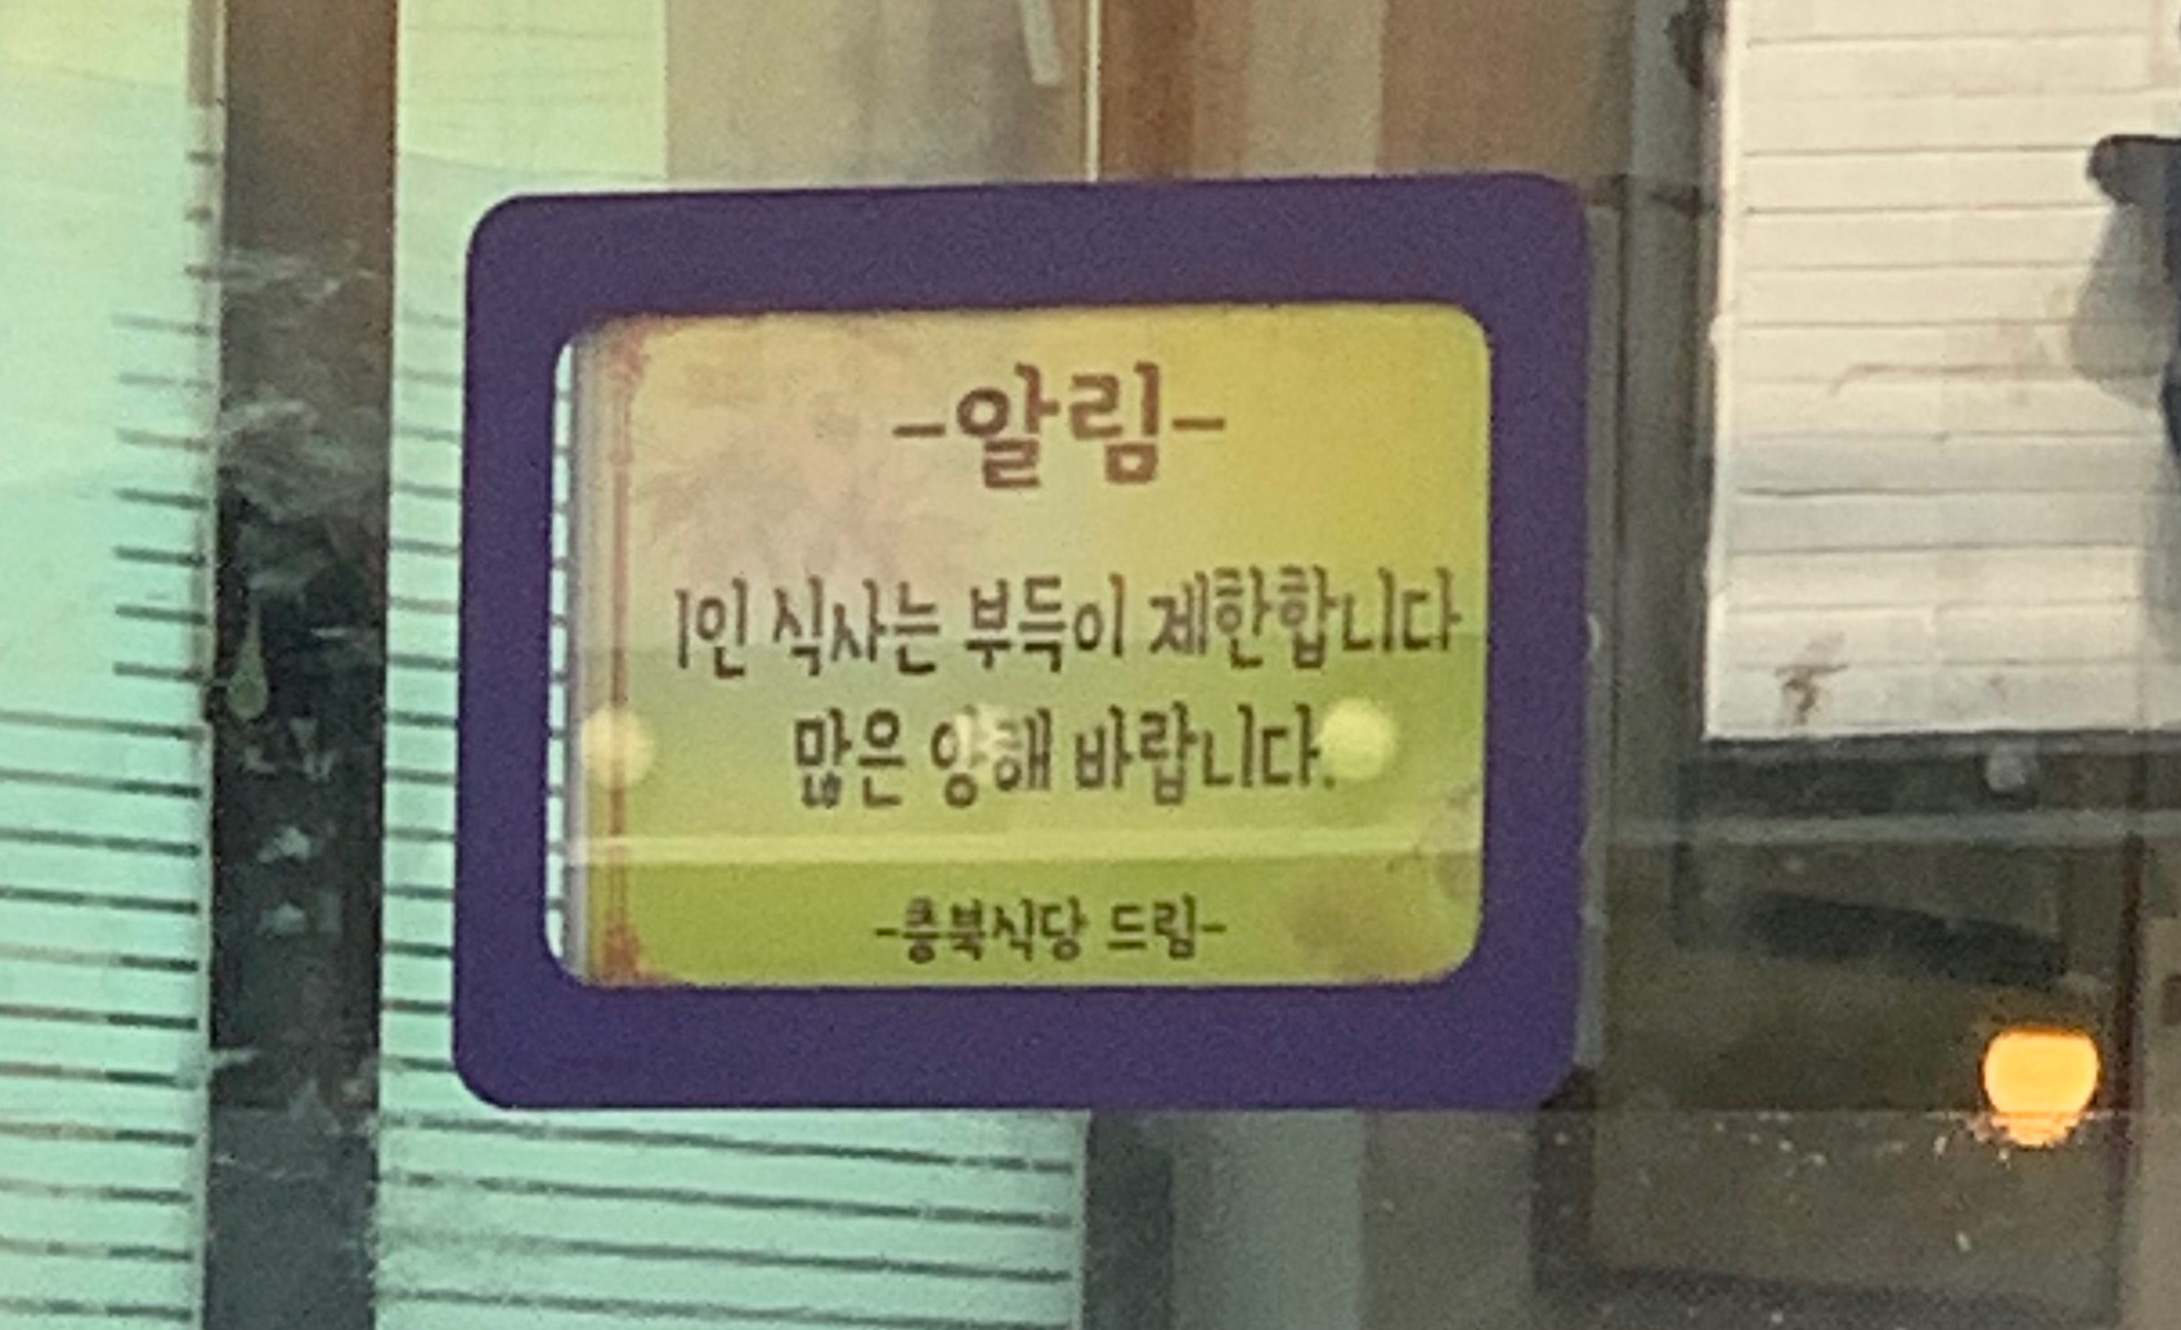 -알림-
1인 식사는 부득이 제한합니다
많은 양해 바랍니다.
-충북식당 드림-